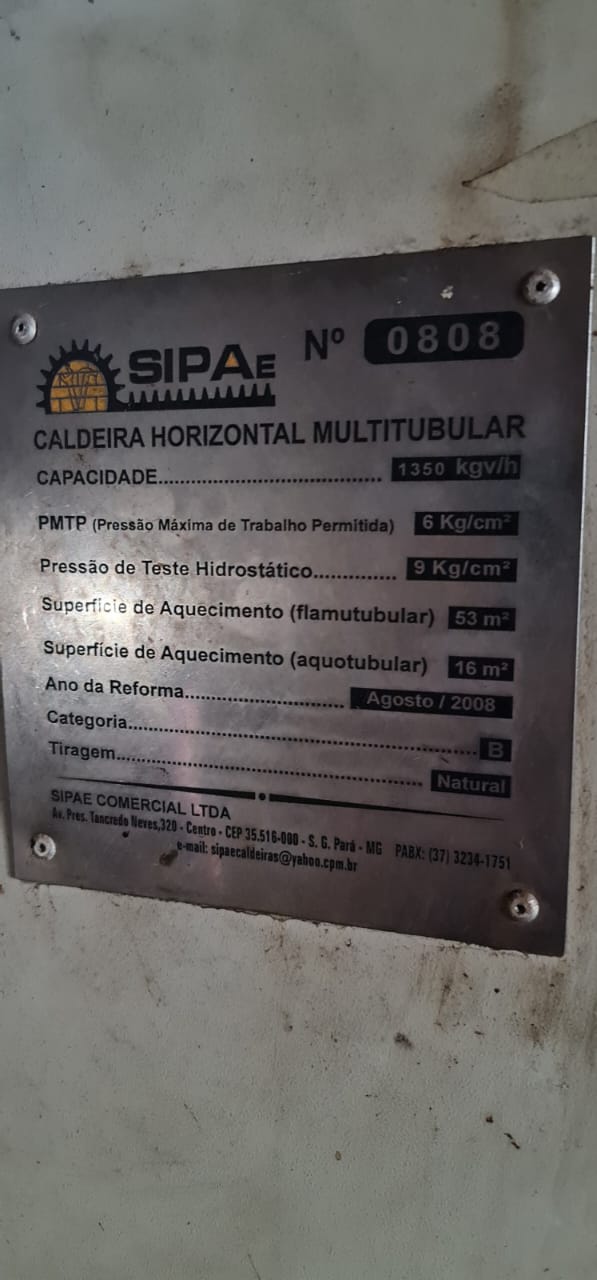 SIPAE Nº 0808
CALDEIRA HORIZONTAL MULTITUBULAR
CAPACIDADE........................................ 1350 kgv/h
PMTP (Pressão Máxima de Trabalho Permitida) 6 Kg/cm²
Pressão de Teste Hidrostático.............. 9 Kg/cm²
Superfície de Aquecimento (flamutubular) 53 m²
Superfície de Aquecimento (aquotubular) 16 m²
Ano da Reforma............................ Agosto / 2008
Categoria............................................................ B
Tiragem..................................................... Natural
SIPAE COMERCIAL LTDA
Av. Pres. Tancredo Neves,320 - Centro - CEP 35.516-000 - S. G. Pará - MG PABX: (37) 3234-1751
e-mail: sipaecaldeiras@yahoo.cpm.br